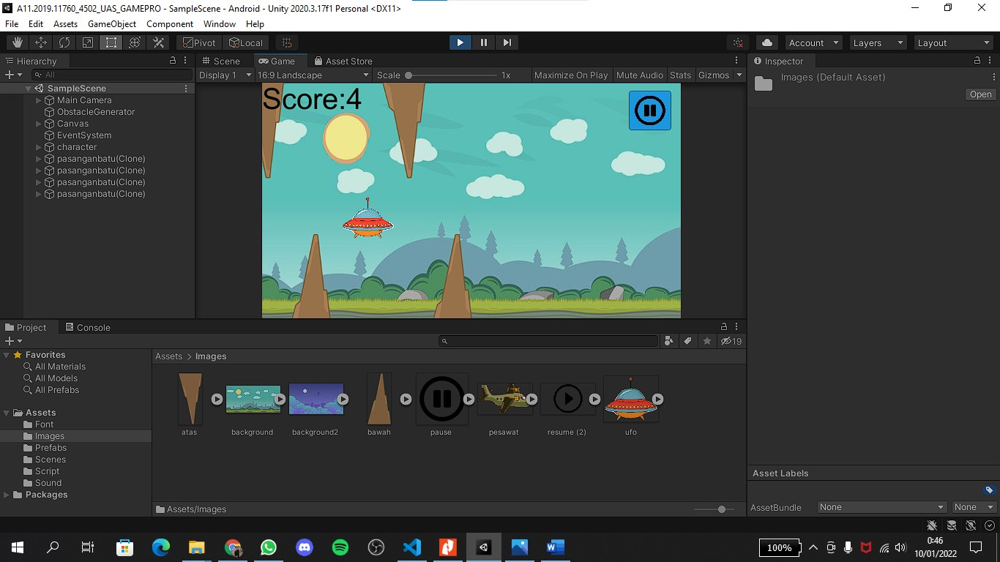 A11.2019.11760_4502_UAS_GAMEPRO - SampleScene - Android - Unity 2020.3.17f1 Personal <DX11>
File Edit Assets GameObject Component Window Help
Pivot Local Account Layers Layout
Hierarchy
All
SampleScene
Main Camera
ObstacleGenerator
Canvas
EventSystem
character
pasanganbatu(Clone)
pasanganbatu(Clone)
pasanganbatu(Clone)
pasanganbatu(Clone)
Scene Game Asset Store
Display 1 16:9 Landscape Scale 1x Maximize On Play Mute Audio Stats Gizmos
Score:4
Inspector
Images (Default Asset)
Open
Project Console
19
Favorites
All Materials
All Models
All Prefabs
Assets
Font
Images
Prefabs
Scenes
Script
Sound
Packages
Assets > Images
atas background background2 bawah pause pesawat resume (2) ufo
Assets/Images
Asset Labels
AssetBundle None None
100%
0:46
10/01/2022